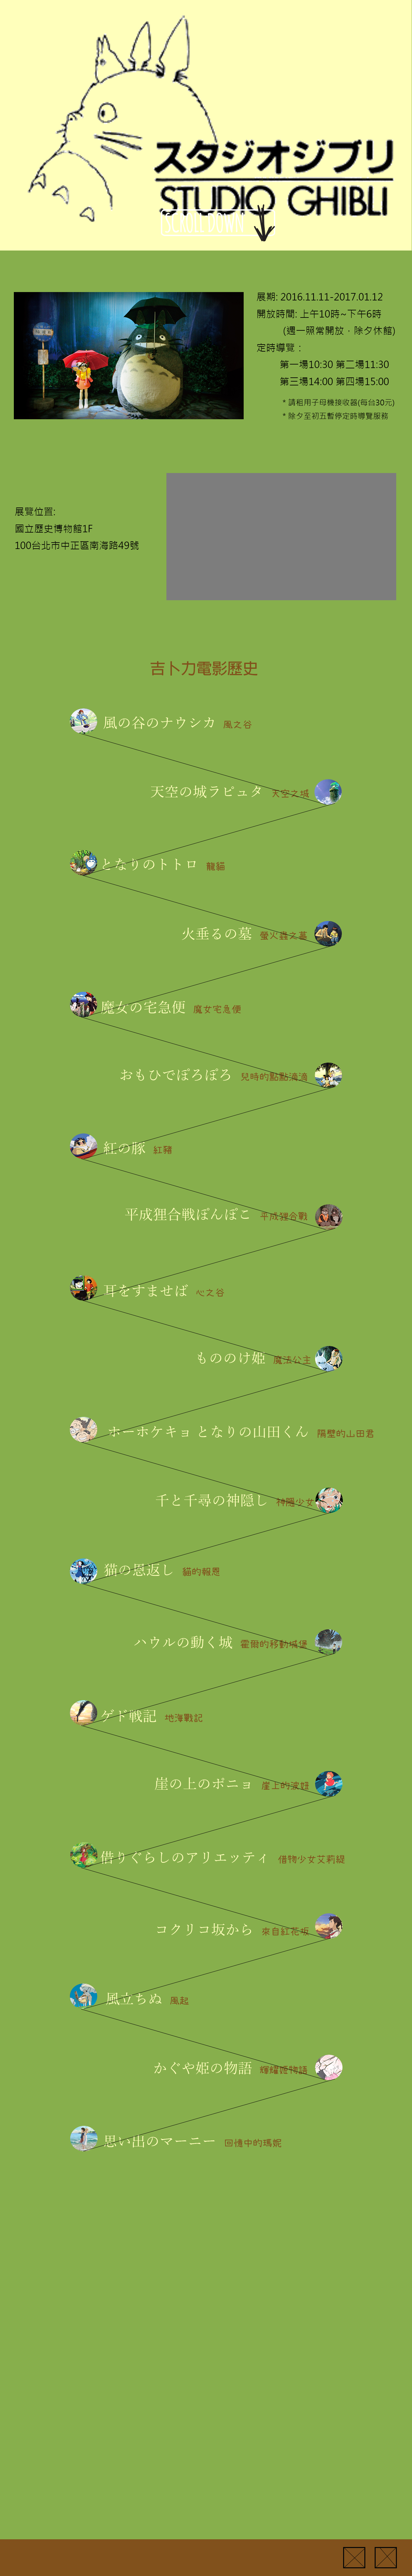 スタジオジブリ
STUDIO GHIBLI
SCROLL DOWN
展期: 2016.11.11-2017.01.12
開放時間: 上午10時~下午6時
(週一照常開放，除夕休館)
定時導覽：
第一場10:30 第二場11:30
第三場14:00 第四場15:00
* 請租用子母機接收器(每台30元)
* 除夕至初五暫停定時導覽服務
展覽位置:
國立歷史博物館1F
100台北市中正區南海路49號
吉卜力電影歷史
風の谷のナウシカ 風之谷
天空の城ラピュタ 天空之城
となりのトトロ 龍貓
火垂るの墓 螢火蟲之墓
魔女の宅急便 魔女宅急便
おもひでぽろぽろ 兒時的點點滴滴
紅の豚 紅豬
平成狸合戦ぽんぽこ 平成狸合戰
耳をすませば 心之谷
もののけ姫 魔法公主
ホーホケキョ となりの山田くん 隔壁的山田君
千と千尋の神隠し 神隱少女
猫の恩返し 貓的報恩
ハウルの動く城 霍爾的移動城堡
ゲド戦記 地海戰記
崖の上のポニョ 崖上的波妞
借りぐらしのアリエッティ 借物少女艾莉緹
コクリコ坂から 來自紅花坂
風立ちぬ 風起
かぐや姫の物語 輝耀姬物語
思い出のマーニー 回憶中的瑪妮